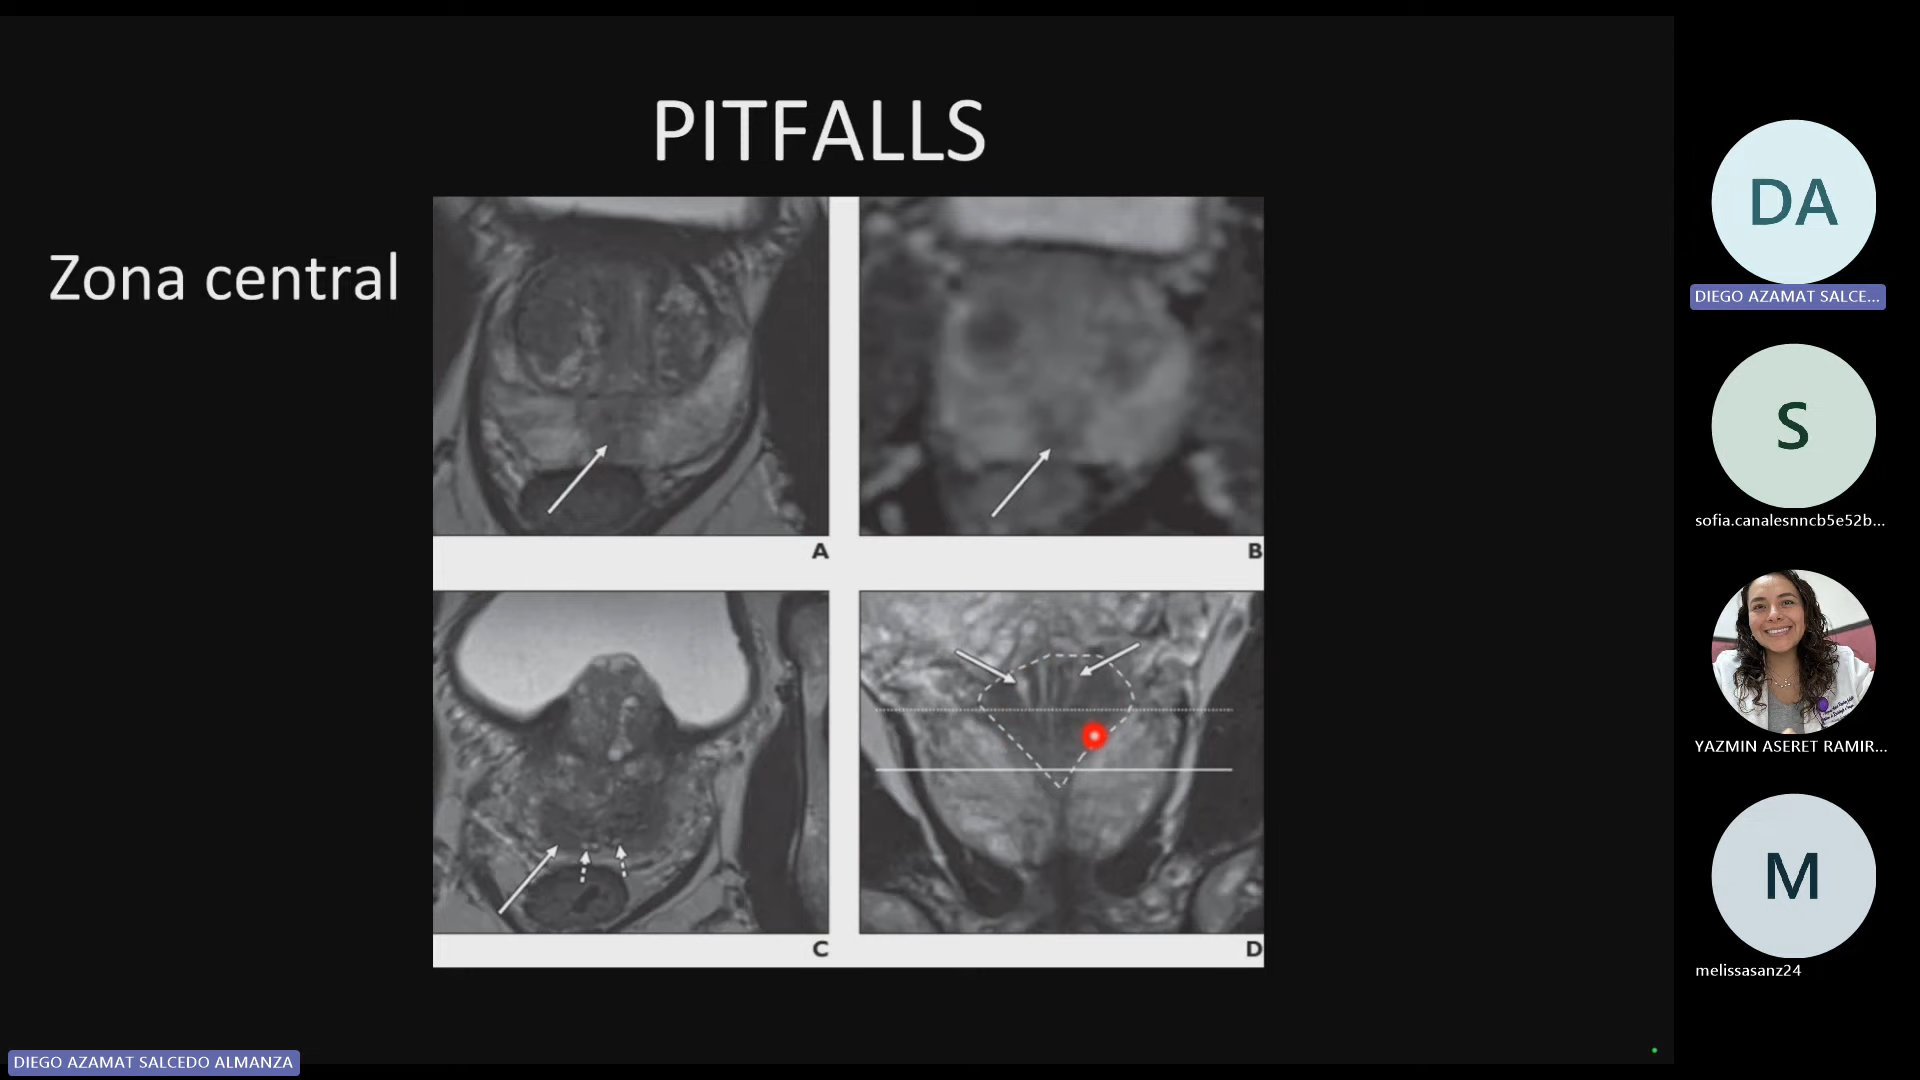 PITFALLS
Zona central
A
B
C
D
DA
DIEGO AZAMAT SALCE...
S
sofia.canalesnncb5e52b...
YAZMIN ASERET RAMIR...
M
melissasanz24
DIEGO AZAMAT SALCEDO ALMANZA